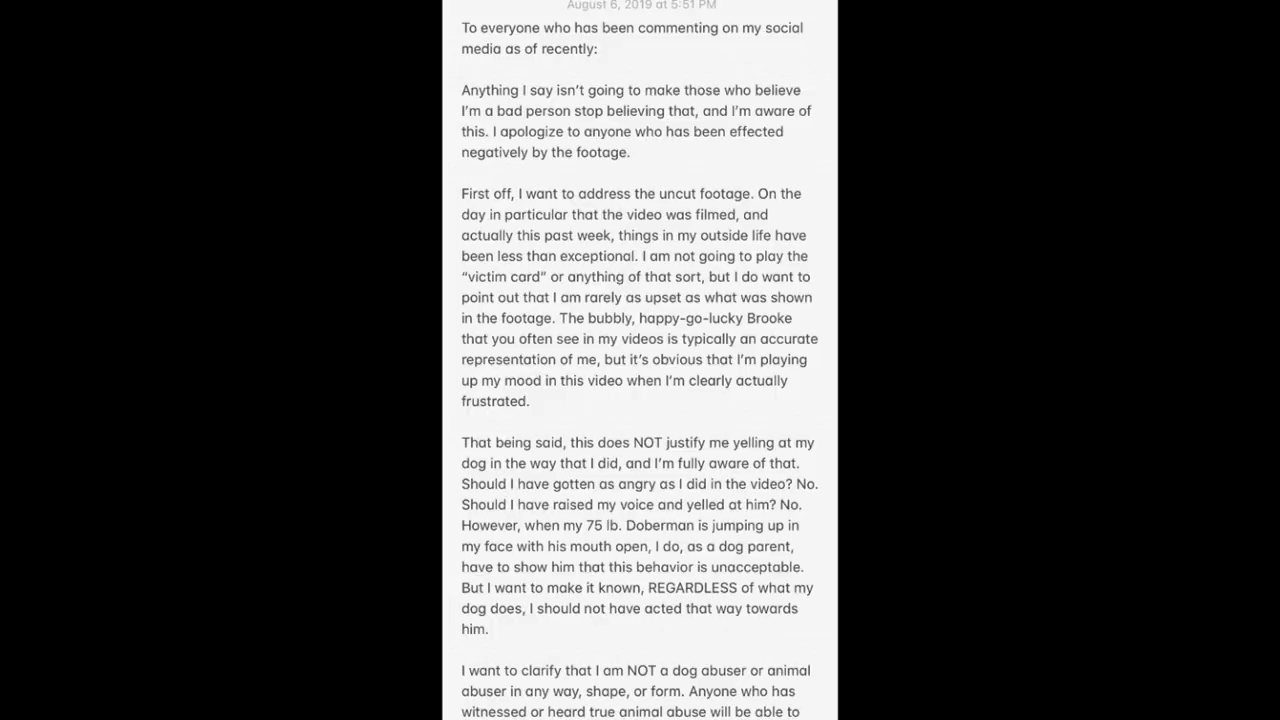 August 6, 2019 at 5:51 PM
To everyone who has been commenting on my social
media as of recently:
Anything I say isn't going to make those who believe
I'm a bad person stop believing that, and I'm aware of
this. I apologize to anyone who has been effected
negatively by the footage.
First off, I want to address the uncut footage. On the
day in particular that the video was filmed, and
actually this past week, things in my outside life have
been less than exceptional. I am not going to play the
“victim card” or anything of that sort, but I do want to
point out that I am rarely as upset as what was shown
in the footage. The bubbly, happy-go-lucky Brooke
that you often see in my videos is typically an accurate
representation of me, but it's obvious that I'm playing
up my mood in this video when I'm clearly actually
frustrated.
That being said, this does NOT justify me yelling at my
dog in the way that I did, and I'm fully aware of that.
Should I have gotten as angry as I did in the video? No.
Should I have raised my voice and yelled at him? No.
However, when my 75 lb. Doberman is jumping up in
my face with his mouth open, I do, as a dog parent,
have to show him that this behavior is unacceptable.
But I want to make it known, REGARDLESS of what my
dog does, I should not have acted that way towards
him.
I want to clarify that I am NOT a dog abuser or animal
abuser in any way, shape, or form. Anyone who has
witnessed or heard true animal abuse will be able to